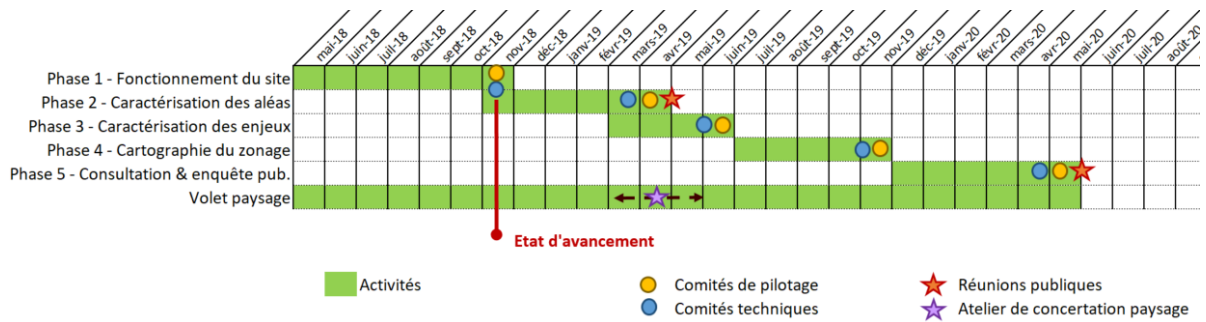 mai-18 juin-18 juil-18 août-18 sept-18 oct-18 nov-18 déc-18 janv-19 févr-19 mars-19 avr-19 mai-19 juin-19 juil-19 août-19 sept-19 oct-19 nov-19 déc-19 janv-20 févr-20 mars-20 avr-20 mai-20 juin-20 juil-20 août-20
Phase 1 - Fonctionnement du site
Phase 2 - Caractérisation des aléas
Phase 3 - Caractérisation des enjeux
Phase 4 - Cartographie du zonage
Phase 5 - Consultation & enquête pub.
Volet paysage
Etat d'avancement
Activités
Comités de pilotage
Réunions publiques
Comités techniques
Atelier de concertation paysage